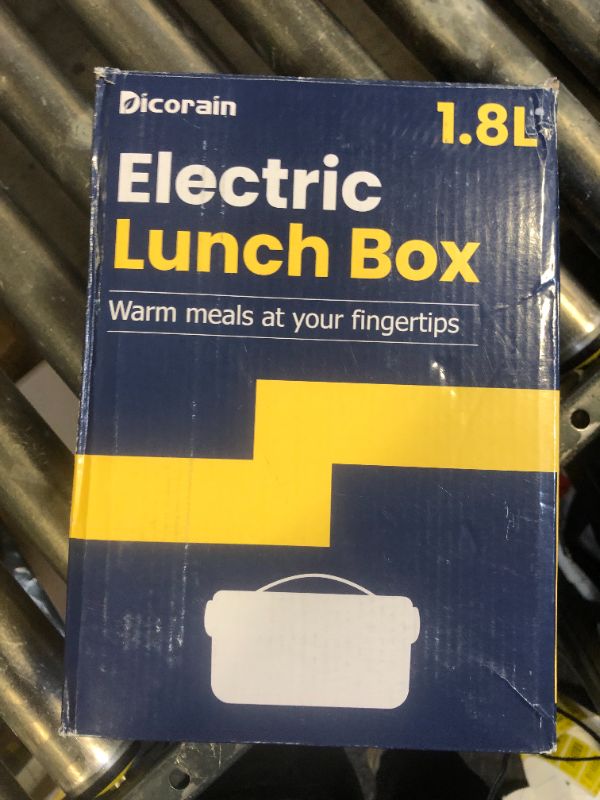 Dicorain
1.8L
Electric
Lunch Box
Warm meals at your fingertips